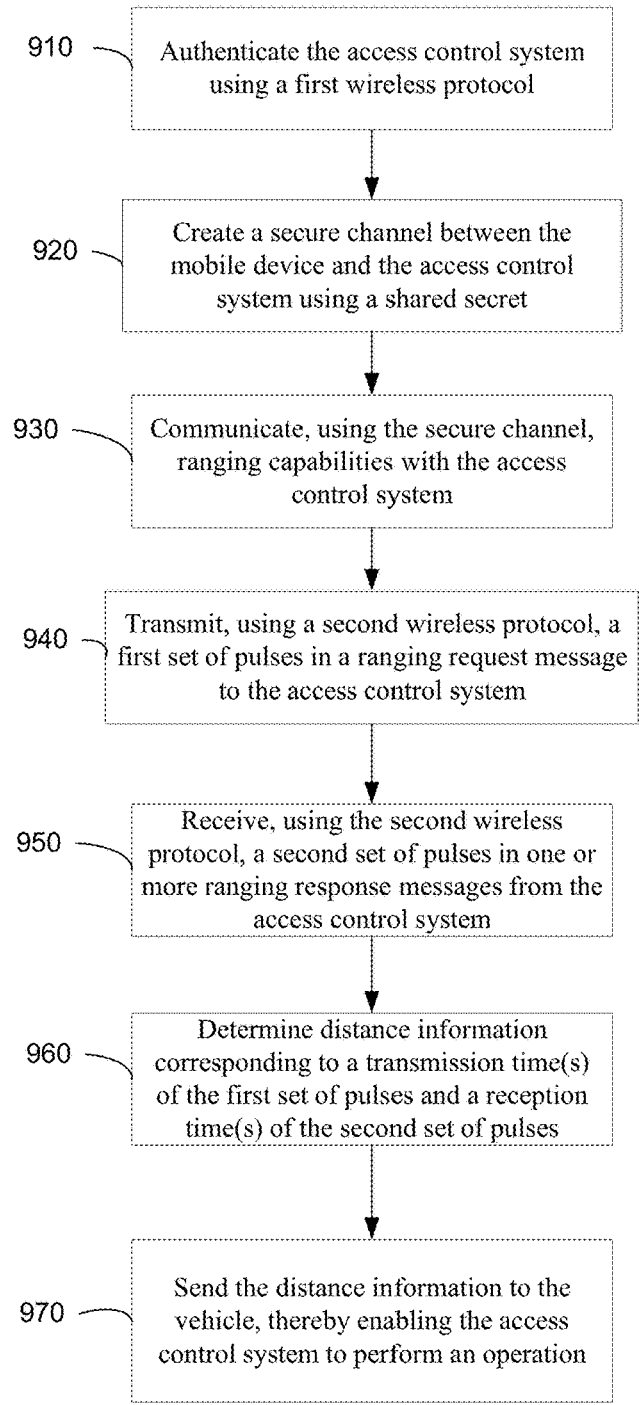 910
Authenticate the access control system
using a first wireless protocol
920
Create a secure channel between the
mobile device and the access control
system using a shared secret
930
Communicate, using the secure channel,
ranging capabilities with the access
control system
940
Transmit, using a second wireless protocol, a
first set of pulses in a ranging request message
to the access control system
950
Receive, using the second wireless
protocol, a second set of pulses in one or
more ranging response messages from the
access control system
960
Determine distance information
corresponding to a transmission time(s)
of the first set of pulses and a reception
time(s) of the second set of pulses
970
Send the distance information to the
vehicle, thereby enabling the access
control system to perform an operation